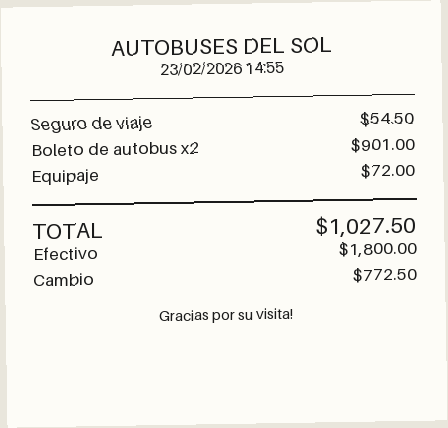 AUTOBUSES DEL SOL
23/02/2026 14:55
Seguro de viaje $54.50
Boleto de autobus x2 $901.00
Equipaje $72.00
TOTAL $1,027.50
Efectivo $1,800.00
Cambio $772.50
Gracias por su visita!